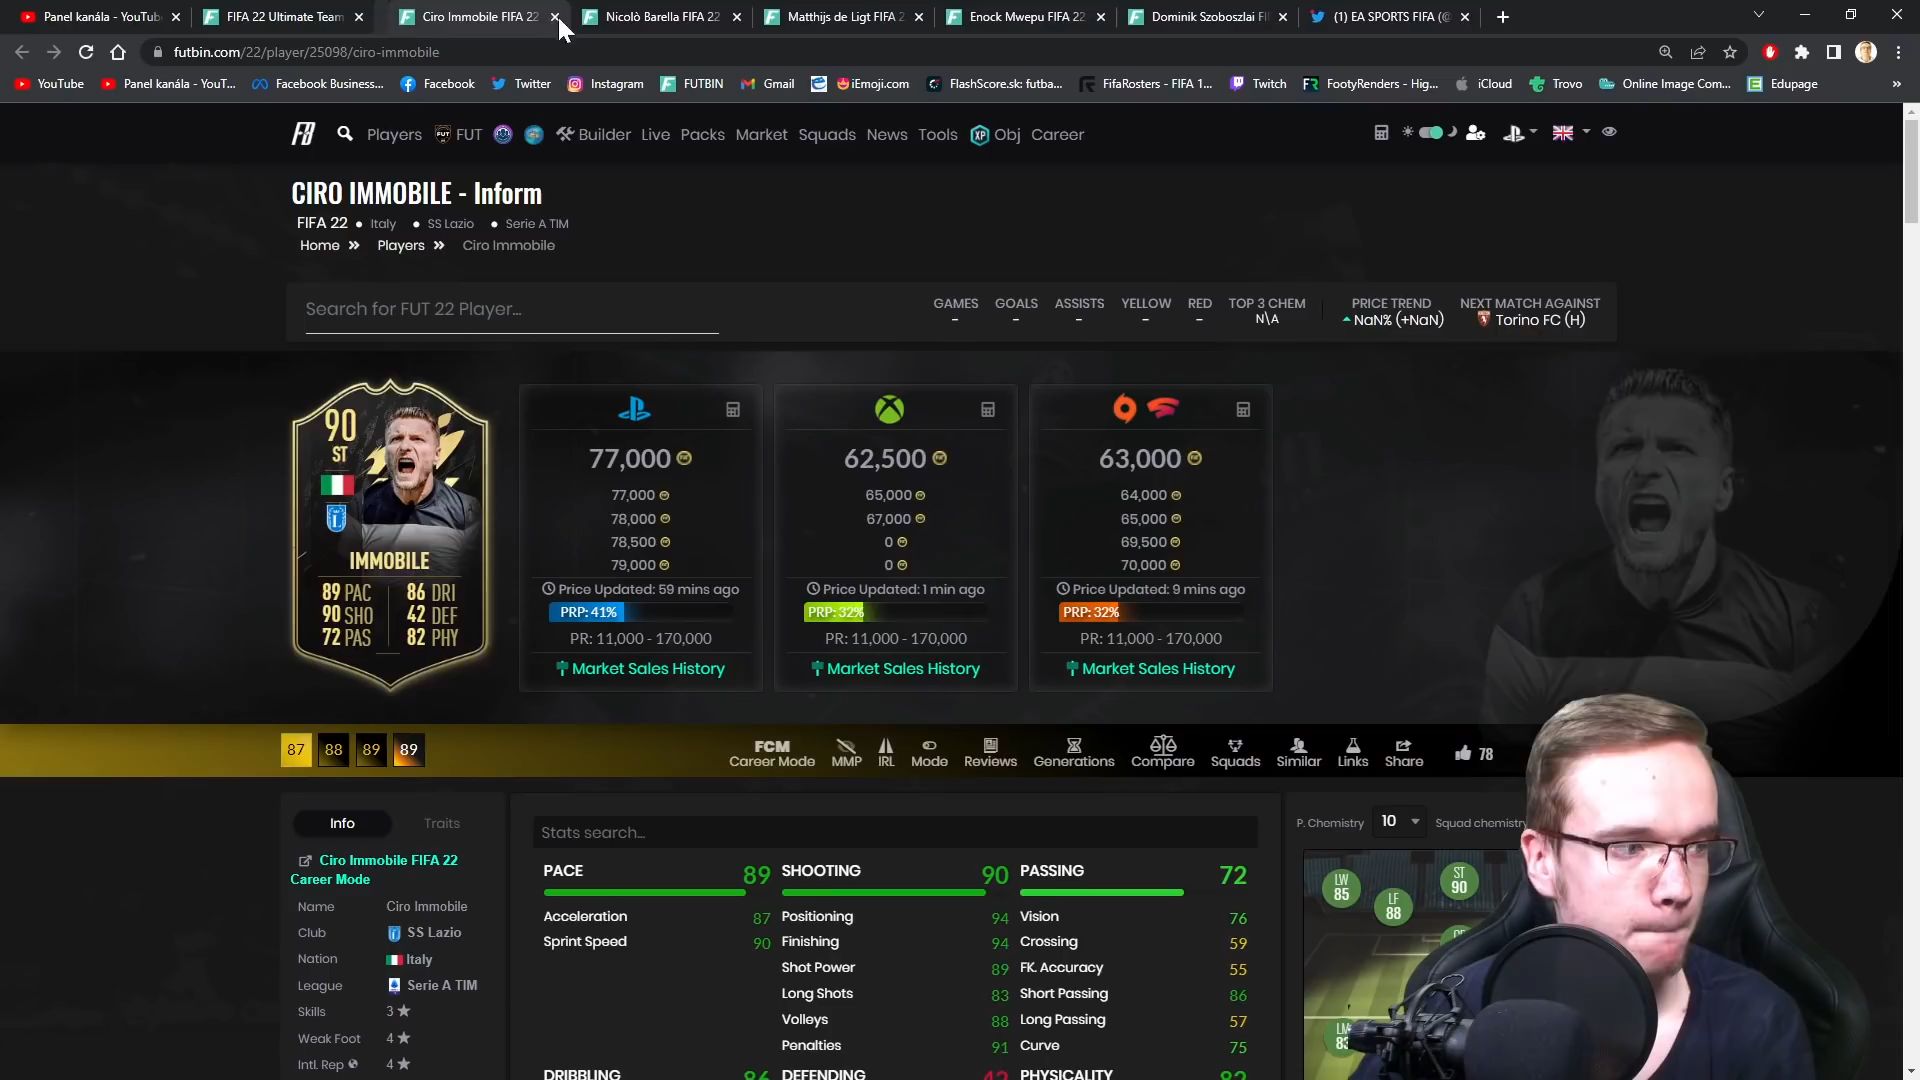 Panel kanála - YouTub
FIFA 22 Ultimate Team
Ciro Immobile FIFA 22
Nicolò Barella FIFA 22
Matthijs de Ligt FIFA 2
Enock Mwepu FIFA 22
Dominik Szoboszlai FI
(1) EA SPORTS FIFA (@
futbin.com/22/player/25098/ciro-immobile
YouTube
Panel kanála - YouT...
Facebook Business...
Facebook
Twitter
Instagram
FUTBIN
Gmail
iEmoji.com
FlashScore.sk: futba...
FifaRosters - FIFA 1...
Twitch
FootyRenders - Hig...
iCloud
Trovo
Online Image Com...
Edupage
Players
FUT
Builder
Live
Packs
Market
Squads
News
Tools
XP Obj
Career
CIRO IMMOBILE - Inform
FIFA 22 • Italy • SS Lazio • Serie A TIM
Home » Players » Ciro Immobile
Search for FUT 22 Player...
GAMES GOALS ASSISTS YELLOW RED TOP 3 CHEM PRICE TREND NEXT MATCH AGAINST
- - - - - N\A NaN% (+NaN) Torino FC (H)
90
ST
IMMOBILE
89 PAC 86 DRI
90 SHO 42 DEF
72 PAS 82 PHY
77,000
77,000
78,000
78,500
79,000
Price Updated: 59 mins ago
PRP: 41%
PR: 11,000 - 170,000
Market Sales History
62,500
65,000
67,000
0
0
Price Updated: 1 min ago
PRP: 32%
PR: 11,000 - 170,000
Market Sales History
63,000
64,000
65,000
69,500
70,000
Price Updated: 9 mins ago
PRP: 32%
PR: 11,000 - 170,000
Market Sales History
87 88 89 89
FCM
Career Mode
MMP
IRL
Mode
Reviews
Generations
Compare
Squads
Similar
Links
Share
78
Info
Traits
Ciro Immobile FIFA 22
Career Mode
Name Ciro Immobile
Club SS Lazio
Nation Italy
League Serie A TIM
Skills 3
Weak Foot 4
Intl. Rep 4
Stats search...
PACE 89
Acceleration 87
Sprint Speed 90
SHOOTING 90
Positioning 94
Finishing 94
Shot Power 89
Long Shots 83
Volleys 88
Penalties 91
PASSING 72
Vision 76
Crossing 59
FK. Accuracy 55
Short Passing 86
Long Passing 57
Curve 75
DRIBBLING 86
DEFENDING 42
PHYSICALITY 82
P. Chemistry 10 Squad chemistry
LW
85
LF
88
ST
90
LM